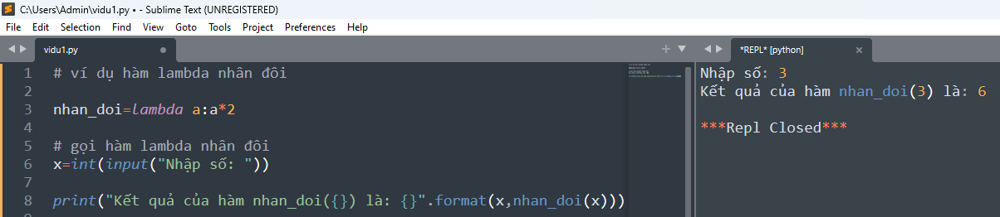 C:\Users\Admin\vidu1.py • - Sublime Text (UNREGISTERED)
File Edit Selection Find View Goto Tools Project Preferences Help
vidu1.py
*REPL* [python]
1 # ví dụ hàm lambda nhân đôi
2
3 nhan_doi=lambda a:a*2
4
5 # gọi hàm lambda nhân đôi
6 x=int(input("Nhập số: "))
7
8 print("Kết quả của hàm nhan_doi({}) là: {}".format(x,nhan_doi(x)))
Nhập số: 3
Kết quả của hàm nhan_doi(3) là: 6
***Repl Closed***